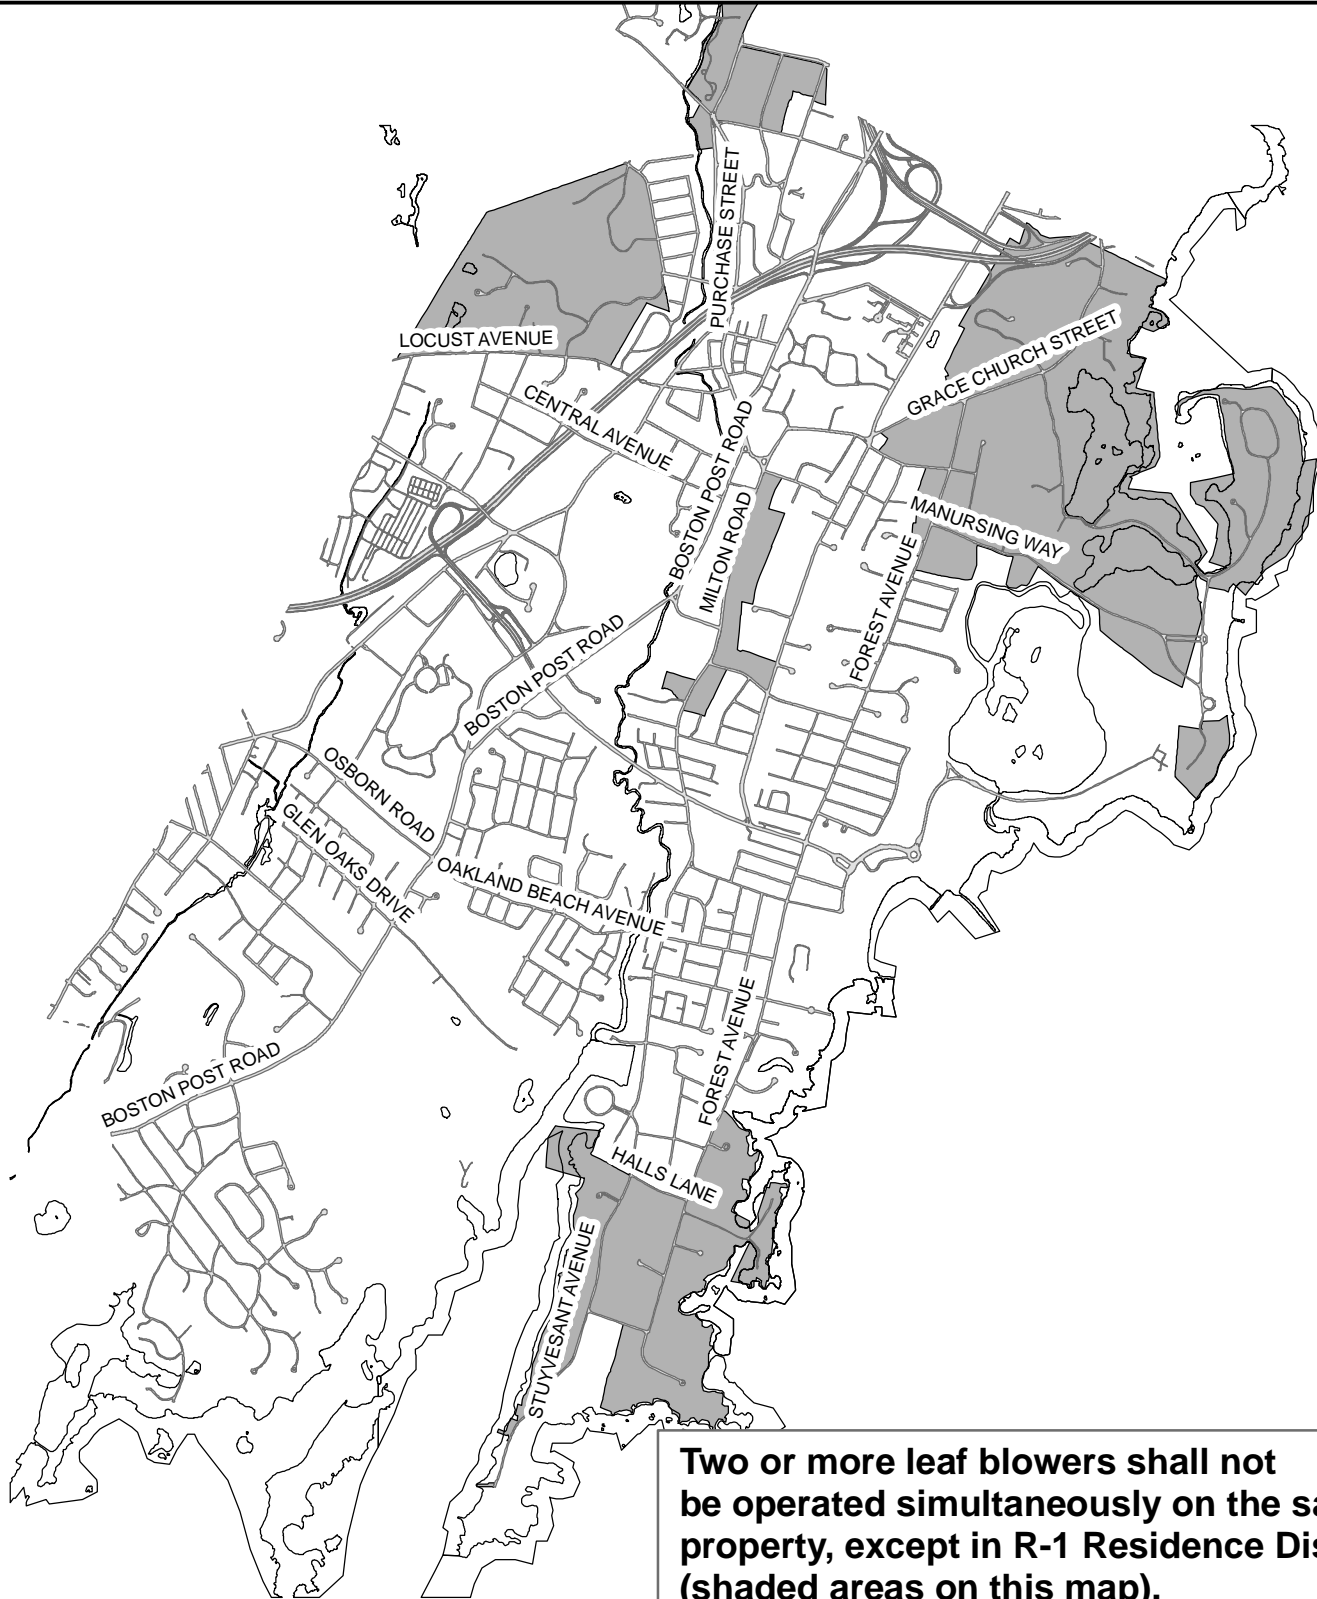 PURCHASE STREET
LOCUST AVENUE
GRACE CHURCH STREET
CENTRAL AVENUE
BOSTON POST ROAD
MILTON ROAD
MANURSING WAY
FOREST AVENUE
BOSTON POST ROAD
OSBORN ROAD
GLEN OAKS DRIVE
OAKLAND BEACH AVENUE
FOREST AVENUE
BOSTON POST ROAD
HALLS LANE
STUYVESANT AVENUE
Two or more leaf blowers shall not
be operated simultaneously on the sa
property, except in R-1 Residence Dis
(shaded areas on this map).